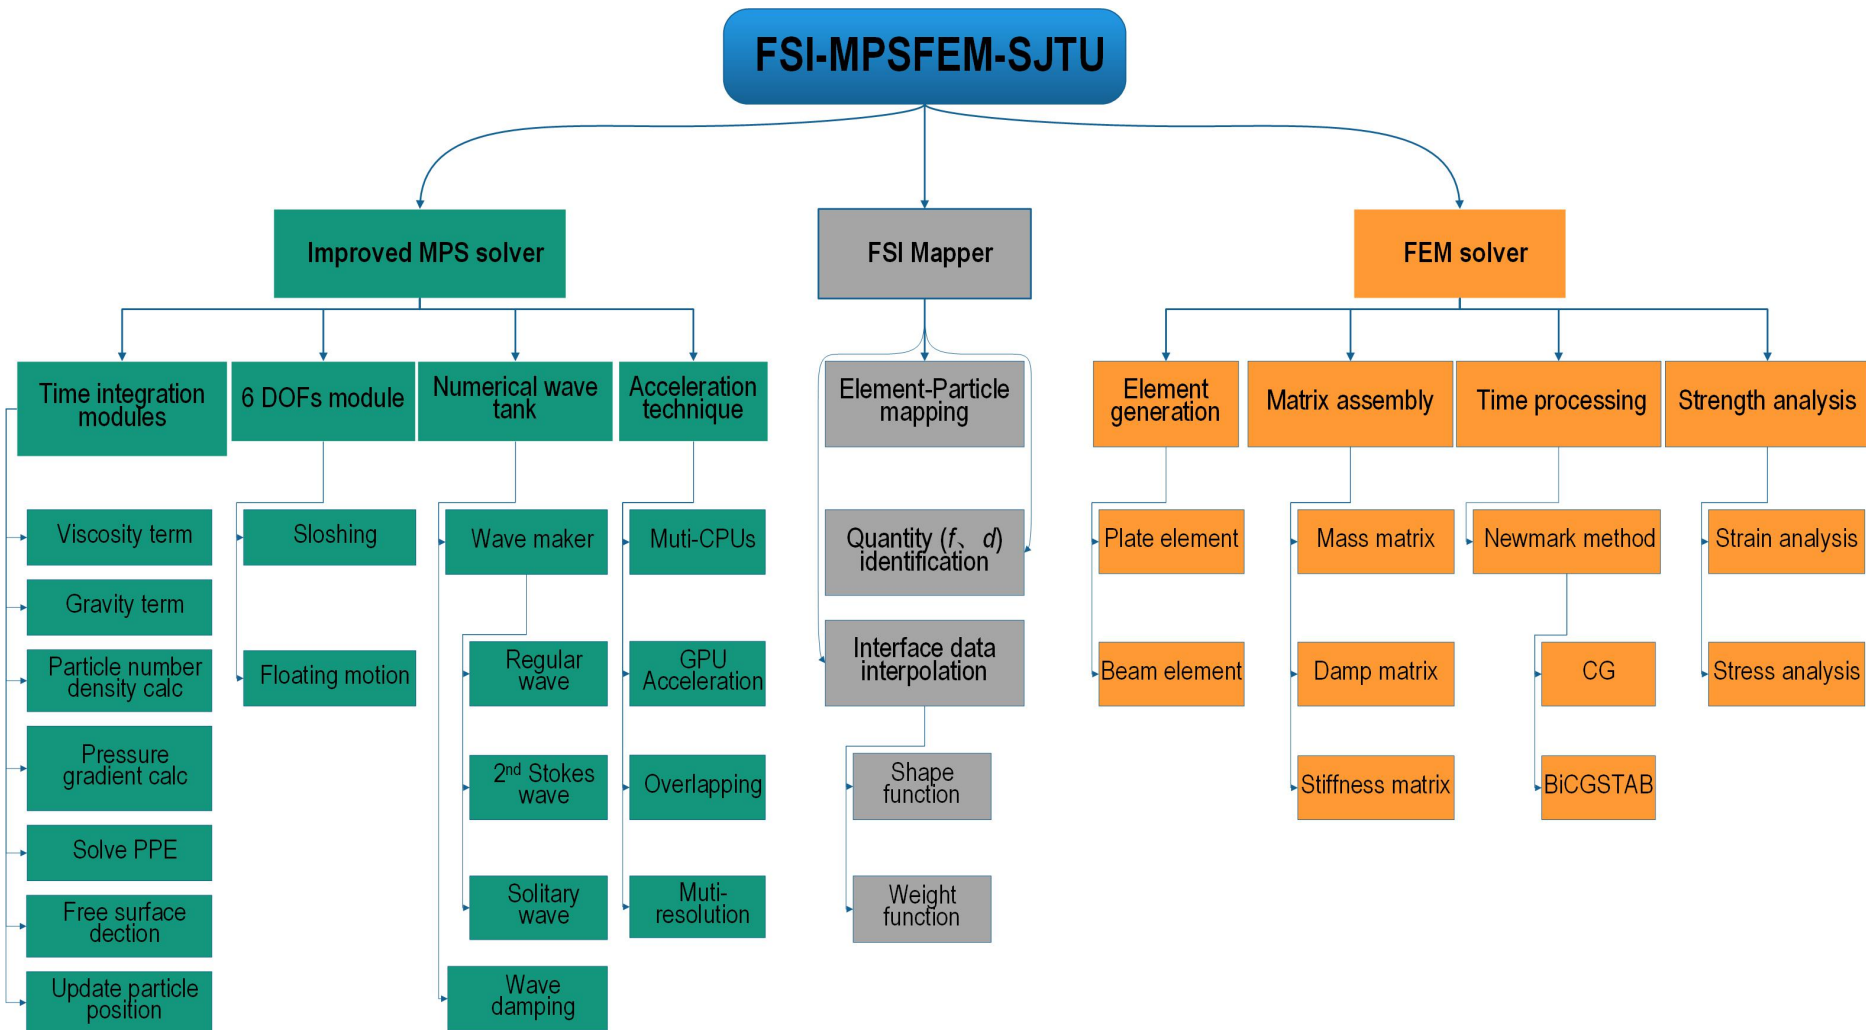 FSI-MPSFEM-SJTU
Improved MPS solver
FSI Mapper
FEM solver
Time integration
modules
6 DOFs module
Numerical wave
tank
Acceleration
technique
Element-Particle
mapping
Element
generation
Matrix assembly
Time processing
Strength analysis
Viscosity term
Gravity term
Particle number
density calc
Pressure
gradient calc
Solve PPE
Free surface
dection
Update particle
position
Sloshing
Floating motion
Wave maker
Regular
wave
2nd Stokes
wave
Solitary
wave
Wave
damping
Muti-CPUs
GPU
Acceleration
Overlapping
Muti-
resolution
Quantity (f、 d)
identification
Interface data
interpolation
Shape
function
Weight
function
Plate element
Beam element
Mass matrix
Damp matrix
Stiffness matrix
Newmark method
CG
BiCGSTAB
Strain analysis
Stress analysis